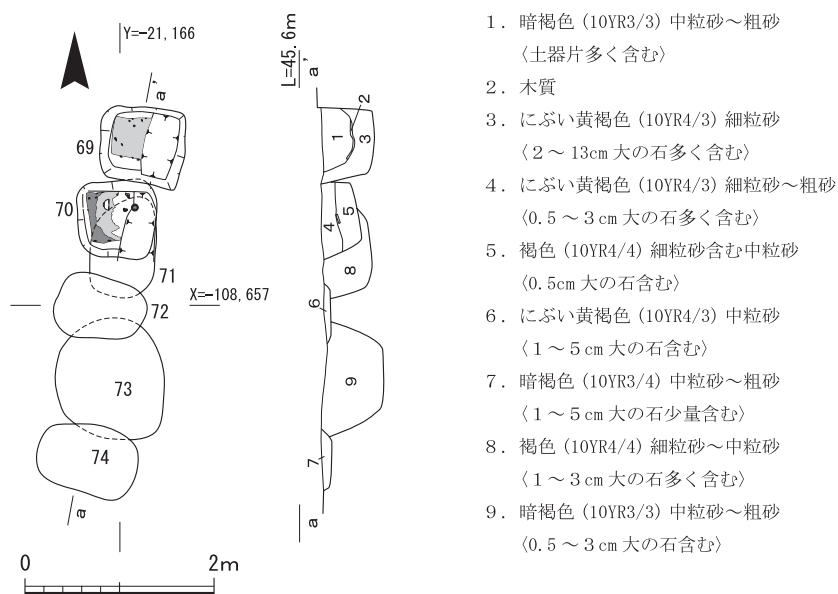 Y=-21,166
a'
69
70
71
X=-108,657
72
73
74
a
0 2m
L=45.6m
a'
2
1
3
5
4
8
6
9
7
a
1．暗褐色（10YR3/3）中粒砂～粗砂
〈土器片多く含む〉
2．木質
3．にぶい黄褐色（10YR4/3）細粒砂
〈2～13cm大の石多く含む〉
4．にぶい黄褐色（10YR4/3）細粒砂～粗砂
〈0.5～3cm大の石多く含む〉
5．褐色（10YR4/4）細粒砂含む中粒砂
〈0.5cm大の石含む〉
6．にぶい黄褐色（10YR4/3）中粒砂
〈1～5cm大の石含む〉
7．暗褐色（10YR3/4）中粒砂～粗砂
〈1～5cm大の石少量含む〉
8．褐色（10YR4/4）細粒砂～中粒砂
〈1～3cm大の石多く含む〉
9．暗褐色（10YR3/3）中粒砂～粗砂
〈0.5～3cm大の石含む〉